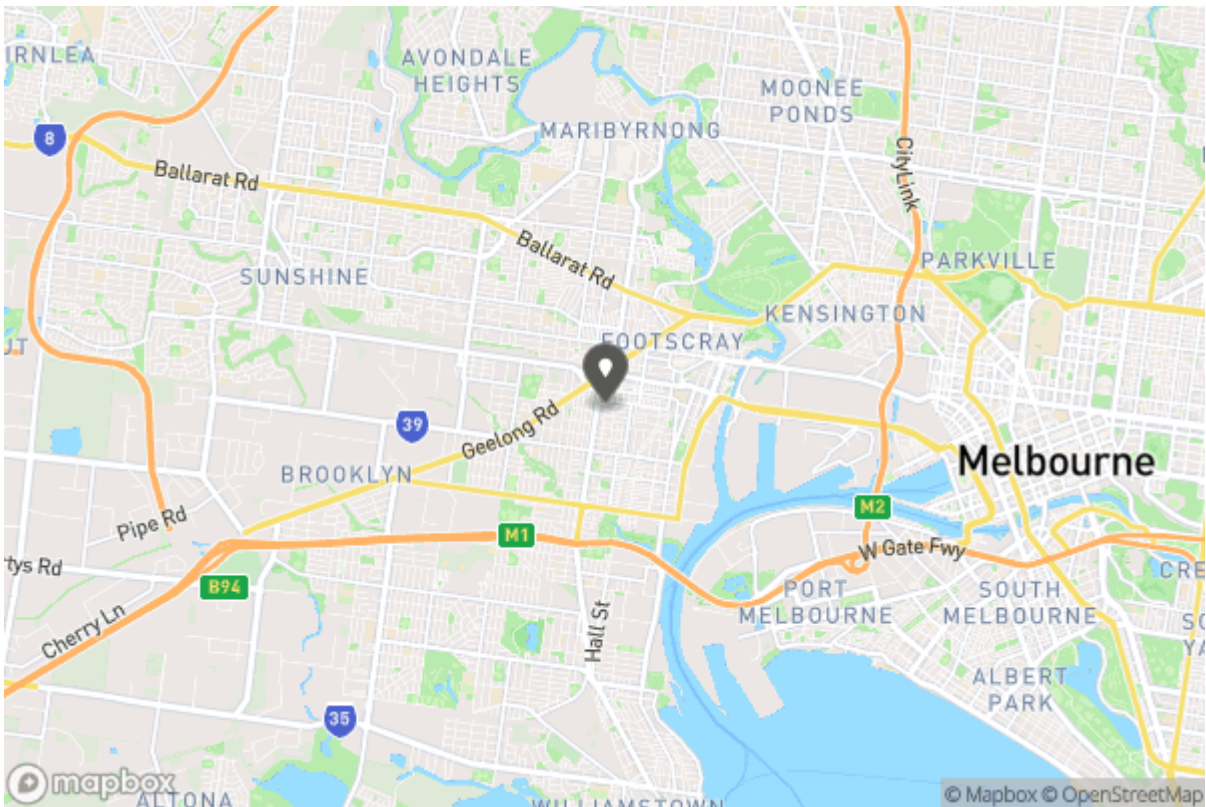 IRNLEA
AVONDALE
HEIGHTS
MOONEE
PONDS
MARIBYRNONG
8
Ballarat Rd
CityLink
Ballarat Rd
PARKVILLE
SUNSHINE
KENSINGTON
FOOTSCRAY
UT
39
Geelong Rd
Melbourne
BROOKLYN
M2
Pipe Rd
M1
W Gate Fwy
rtys Rd
CRE
B94
PORT
MELBOURNE
SOUTH
MELBOURNE
Cherry Ln
Hall St
SO
YA
ALBERT
PARK
35
mapbox
ALTONA
WILLIAMSTOWN
© Mapbox © OpenStreetMap